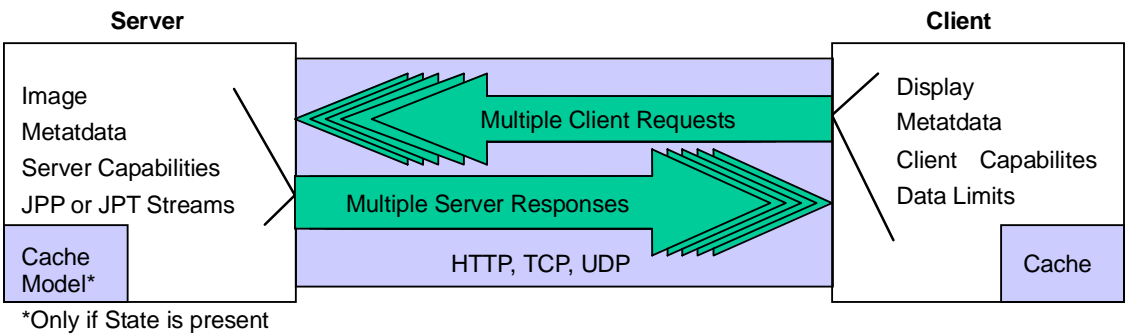 Server
Client
Image
Metatdata
Server Capabilities
JPP or JPT Streams
Cache
Model*
*Only if State is present
Multiple Client Requests
Multiple Server Responses
HTTP, TCP, UDP
Display
Metatdata
Client Capabilites
Data Limits
Cache